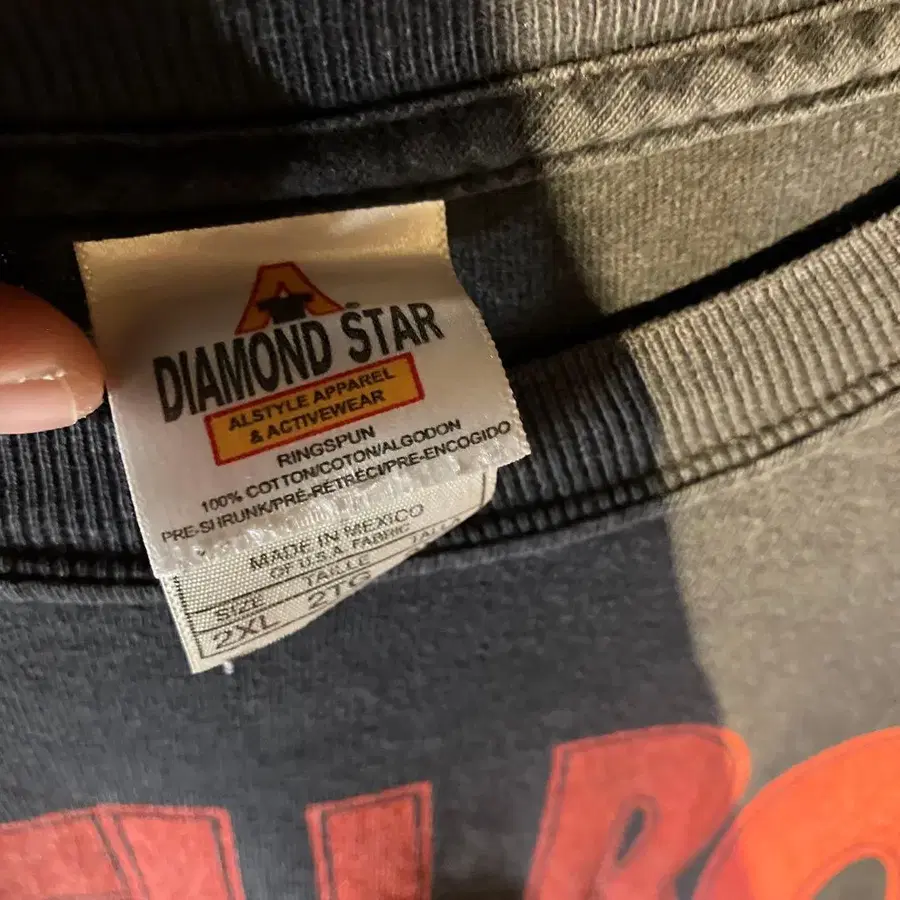 A
®
DIAMOND STAR
ALSTYLE APPAREL
& ACTIVEWEAR
RINGSPUN
100% COTTON/COTON/ALGODON
PRE-SHRUNK/PRÉ-RÉTRÉCI/PRE-ENCOGIDO
MADE IN MEXICO
OF U.S.A. FABRIC
SIZE TAILLE TALLA
2XL 2TG